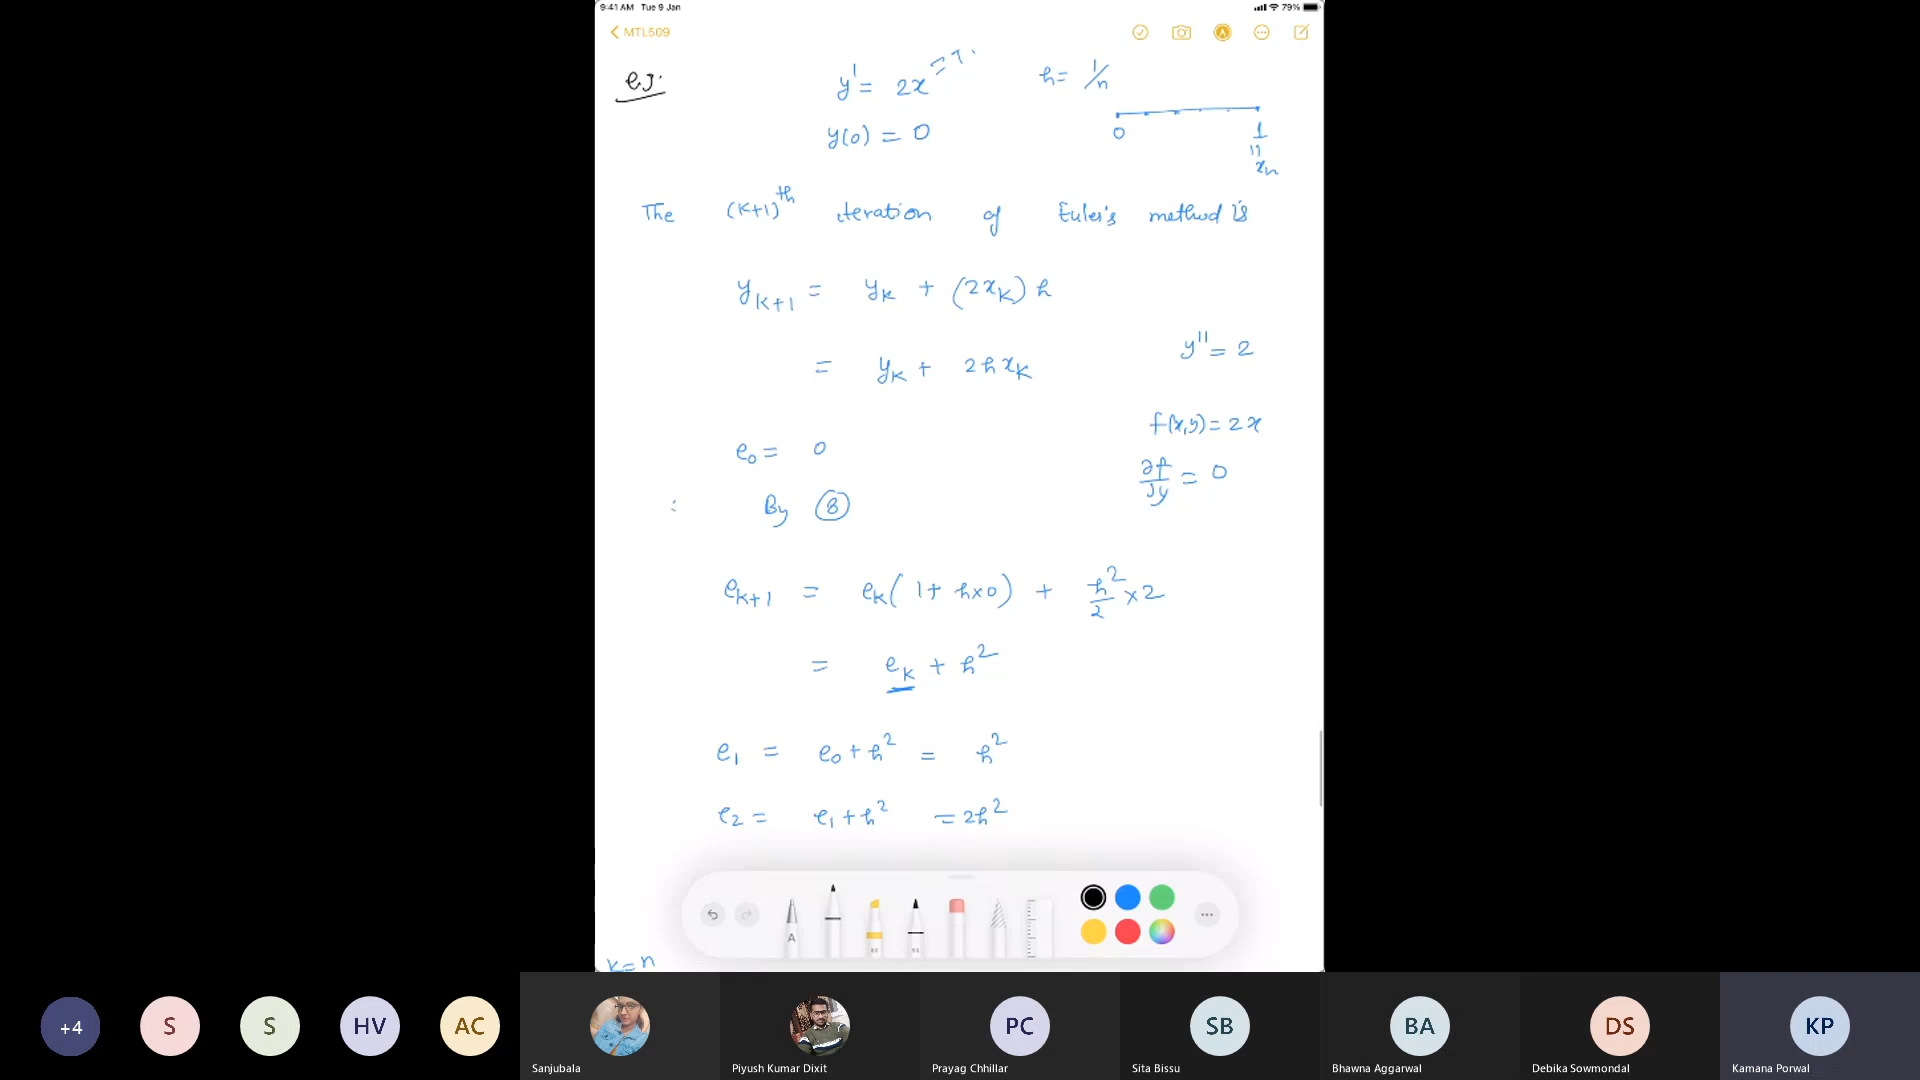 9:41 AM Tue 9 Jan
79%
MTL509
e.g.
y' = 2x
h = 1/n
y(0) = 0
0 1
||
xn
The (k+1)th iteration of Euler's method is
yk+1 = yk + (2xk) h
= yk + 2hxk
y'' = 2
f(x,y) = 2x
e0 = 0
∂f/∂y = 0
: By ⑧
ek+1 = ek(1 + h×0) + h²/2 ×2
= ek + h²
e1 = e0 + h² = h²
e2 = e1 + h² = 2h²
A
k=n
+4 S S HV AC PC SB BA DS KP
Sanjubala Piyush Kumar Dixit Prayag Chhillar Sita Bissu Bhawna Aggarwal Debika Sowmondal Kamana Porwal